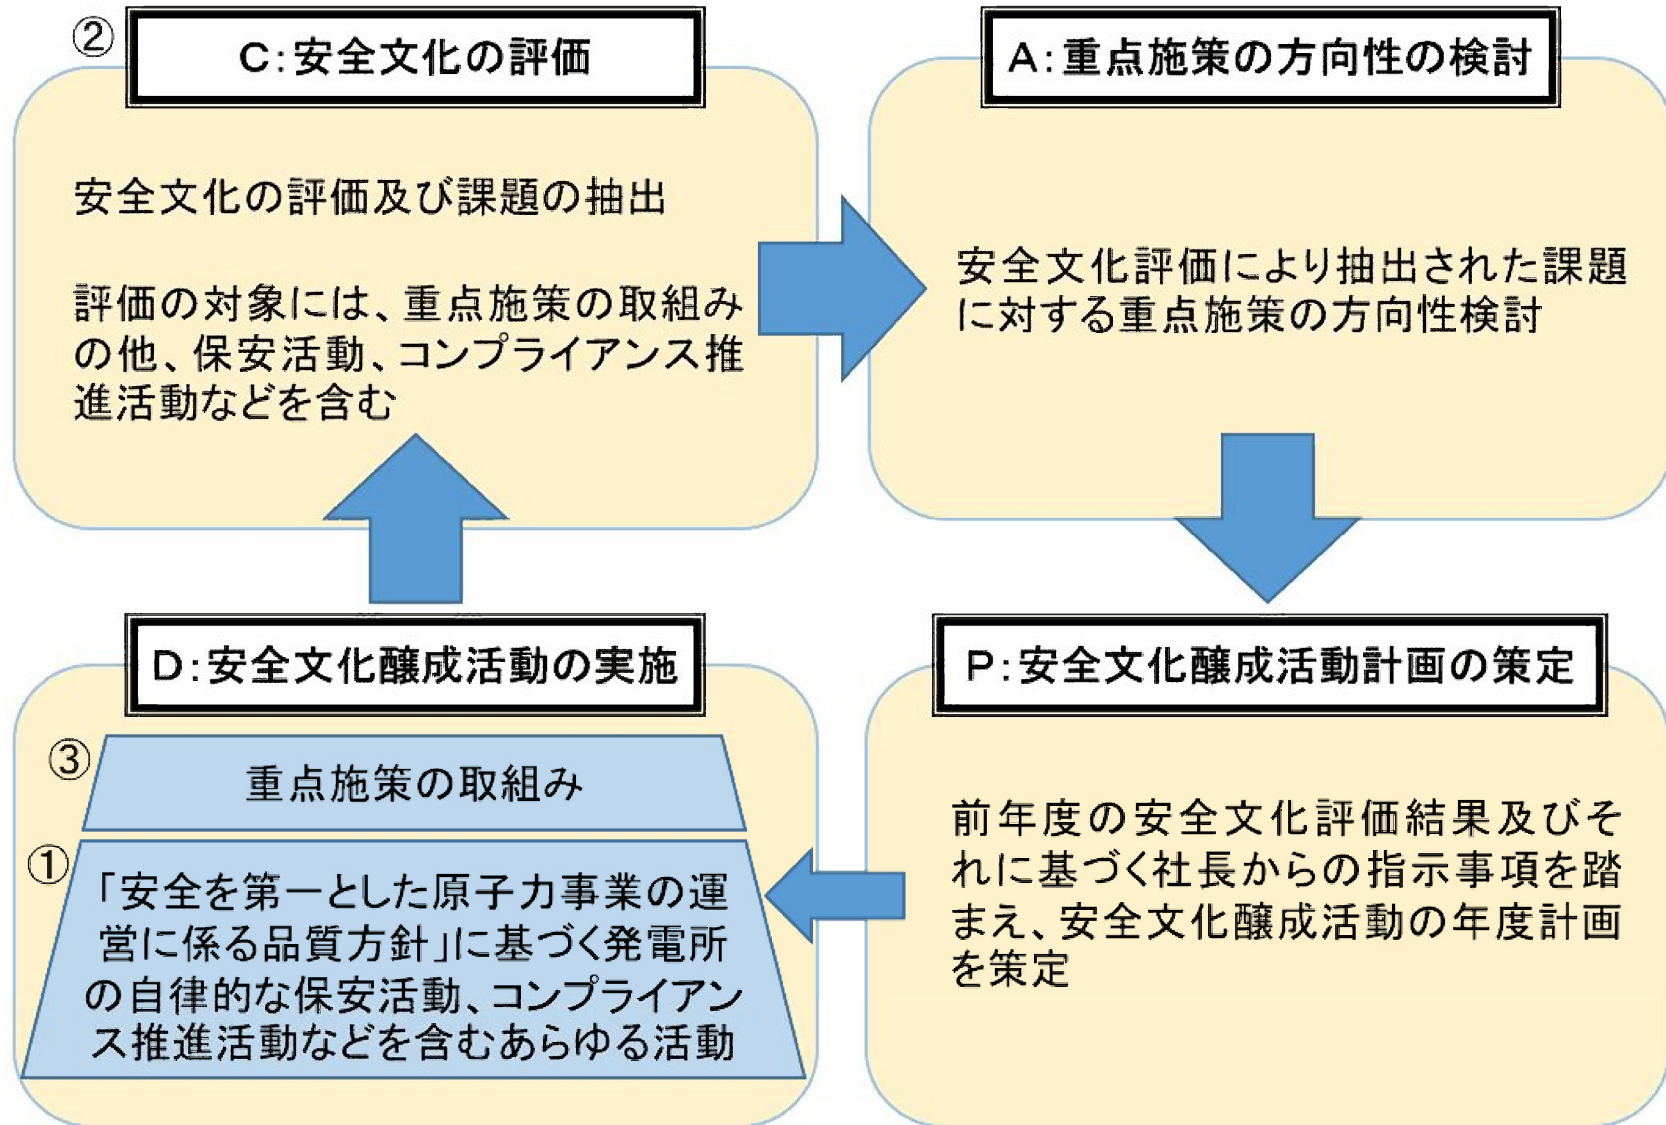 ②
C:安全文化の評価
安全文化の評価及び課題の抽出
評価の対象には、重点施策の取組み
の他、保安活動、コンプライアンス推
進活動などを含む
A:重点施策の方向性の検討
安全文化評価により抽出された課題
に対する重点施策の方向性検討
D:安全文化醸成活動の実施
③
重点施策の取組み
①
「安全を第一とした原子力事業の運
営に係る品質方針」に基づく発電所
の自律的な保安活動、コンプライアン
ス推進活動などを含むあらゆる活動
P:安全文化醸成活動計画の策定
前年度の安全文化評価結果及びそ
れに基づく社長からの指示事項を踏
まえ、安全文化醸成活動の年度計画
を策定